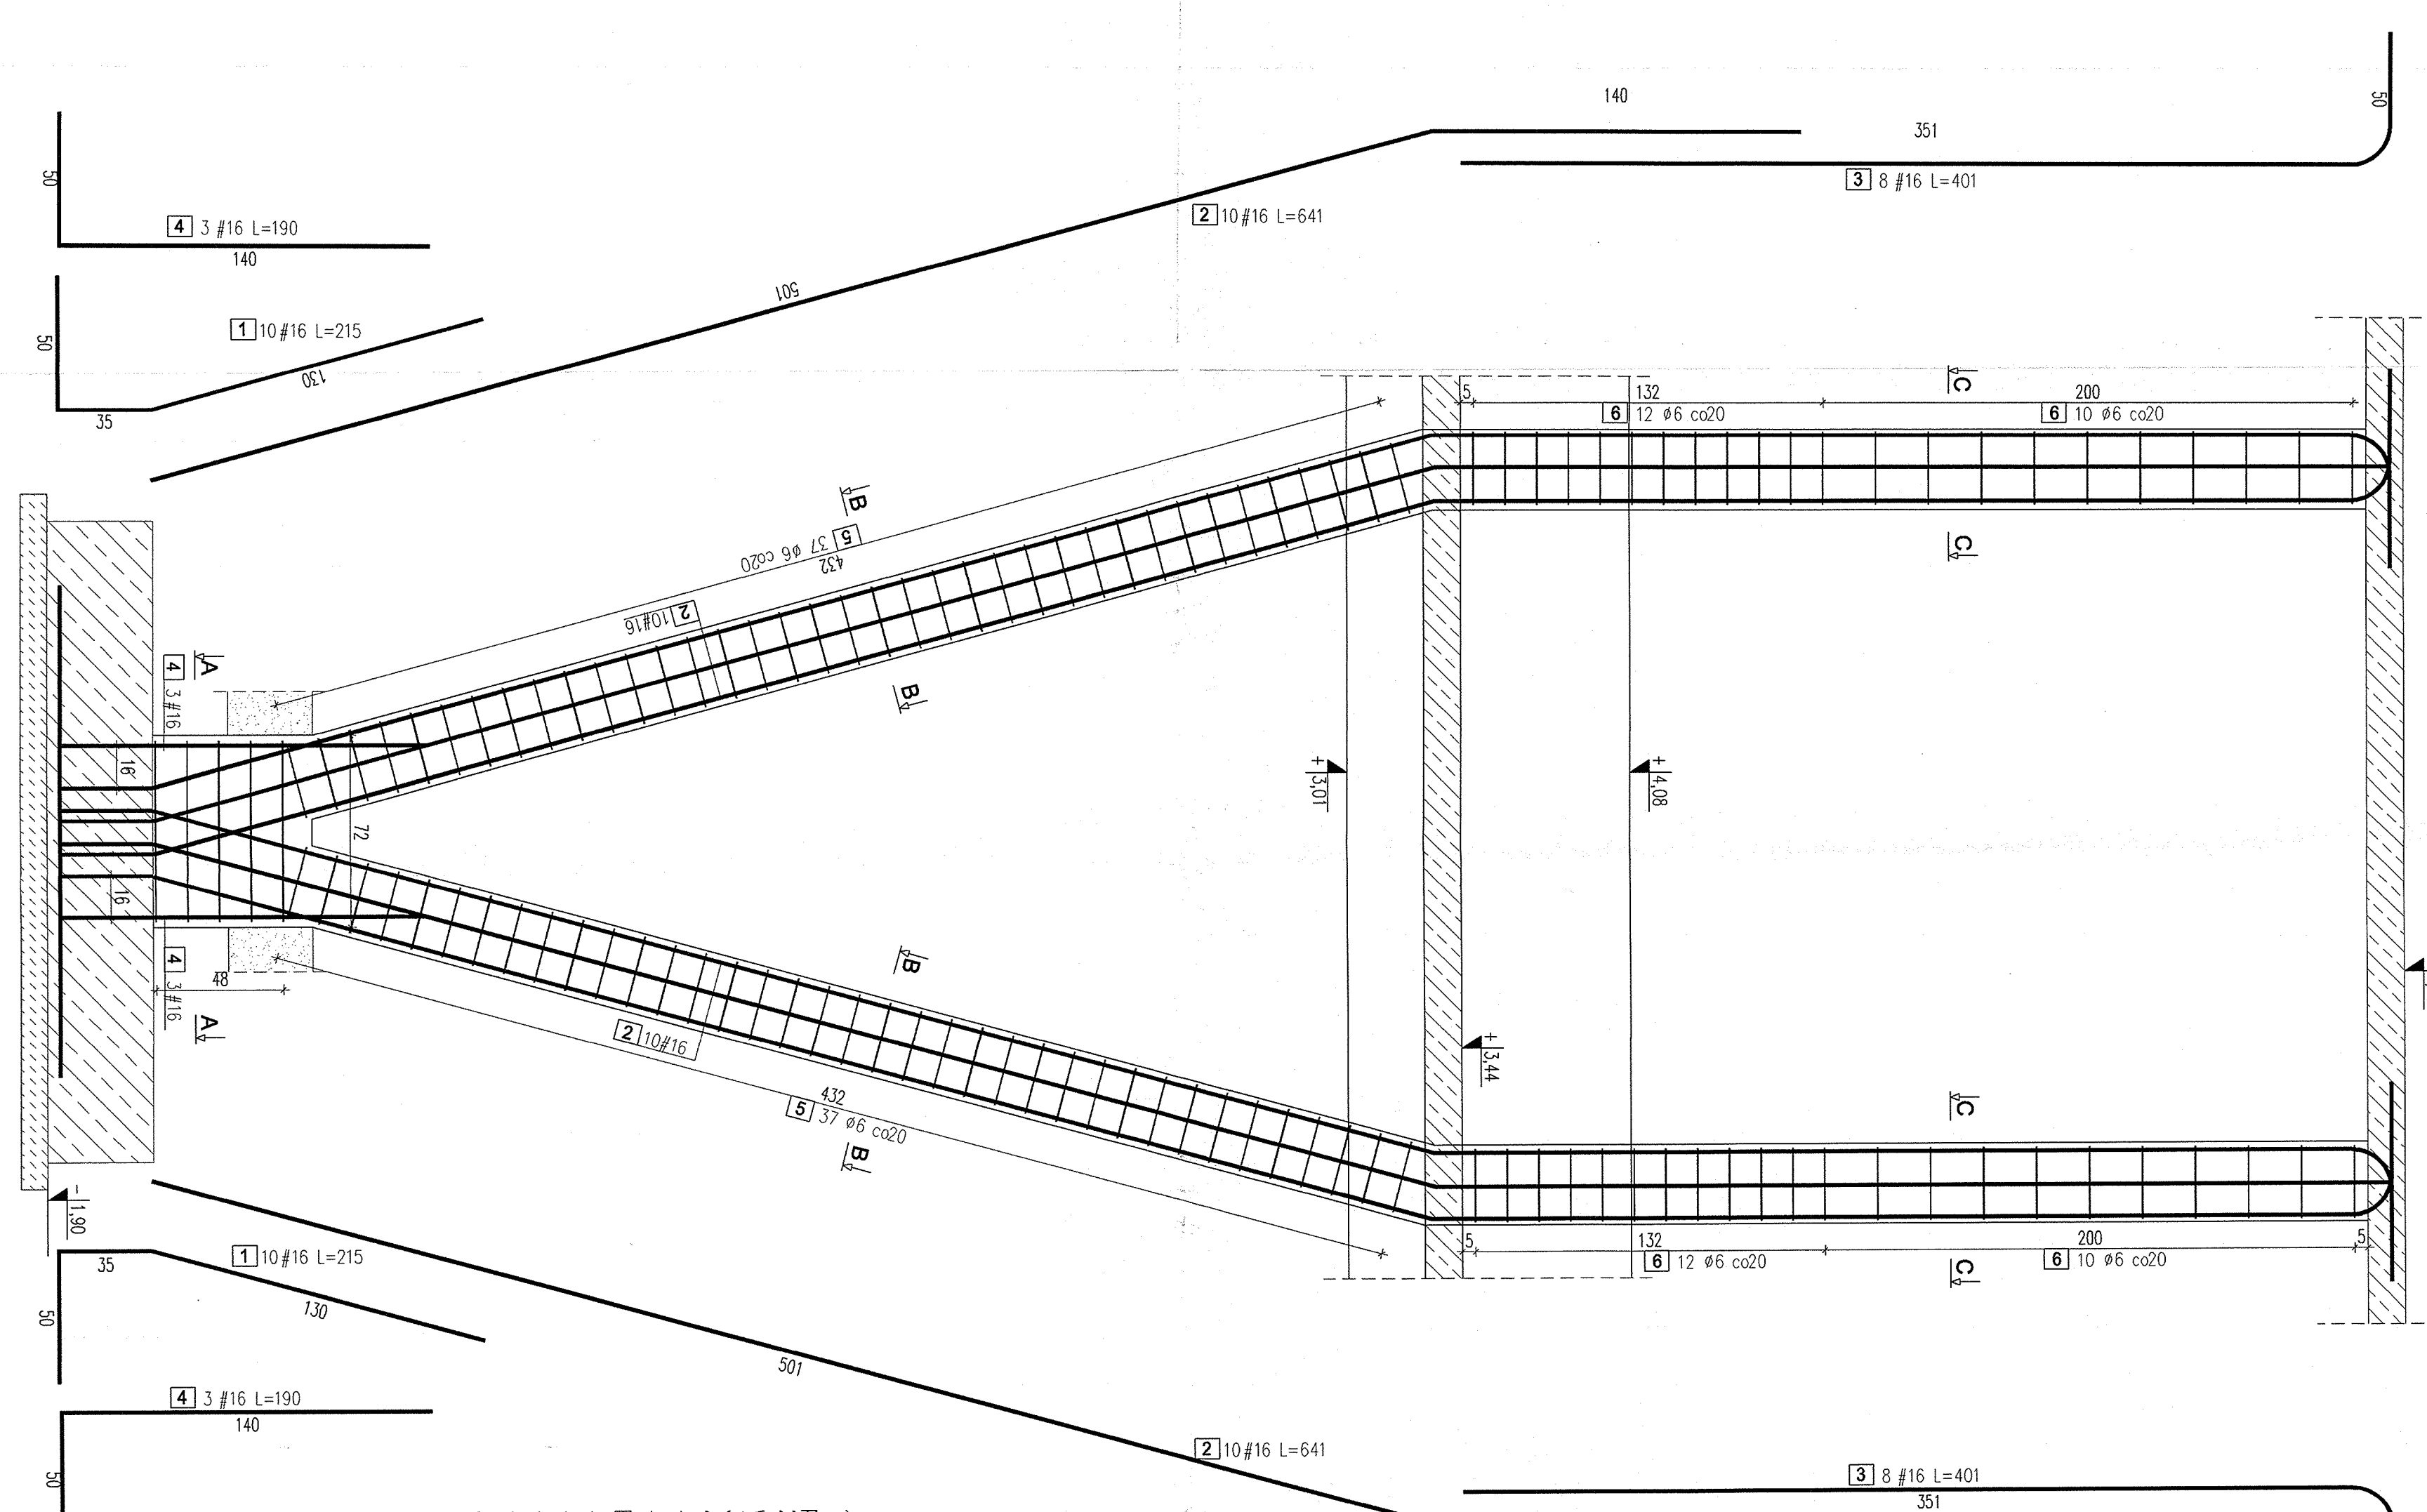 140
50
351
3 8 #16 L=401
50
4 3 #16 L=190
140
2 10#16 L=641
501
1 10#16 L=215
50
130
35
C
5 132 200
6 12 ø6 co20
6 10 ø6 co20
B
5 37 ø6 co20
432
2 10#16
C
4 3 #16
A
B
16
72
+3,01
+4,08
16
4 3 #16
48
A
B
2 10#16
432
5 37 ø6 co20
B
+3,44
C
-1,90
5 132 200 5
6 12 ø6 co20
6 10 ø6 co20
C
35
1 10#16 L=215
50
130
501
4 3 #16 L=190
140
50
2 10#16 L=641
3 8 #16 L=401
351